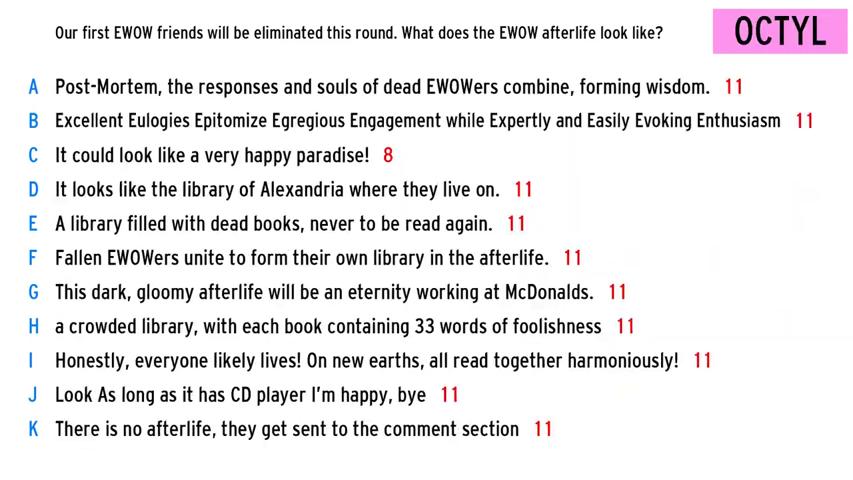 Our first EWOW friends will be eliminated this round. What does the EWOW afterlife look like?
OCTYL
A Post-Mortem, the responses and souls of dead EWOWers combine, forming wisdom. 11
B Excellent Eulogies Epitomize Egregious Engagement while Expertly and Easily Evoking Enthusiasm 11
C It could look like a very happy paradise! 8
D It looks like the library of Alexandria where they live on. 11
E A library filled with dead books, never to be read again. 11
F Fallen EWOWers unite to form their own library in the afterlife. 11
G This dark, gloomy afterlife will be an eternity working at McDonalds. 11
H a crowded library, with each book containing 33 words of foolishness 11
I Honestly, everyone likely lives! On new earths, all read together harmoniously! 11
J Look As long as it has CD player I'm happy, bye 11
K There is no afterlife, they get sent to the comment section 11